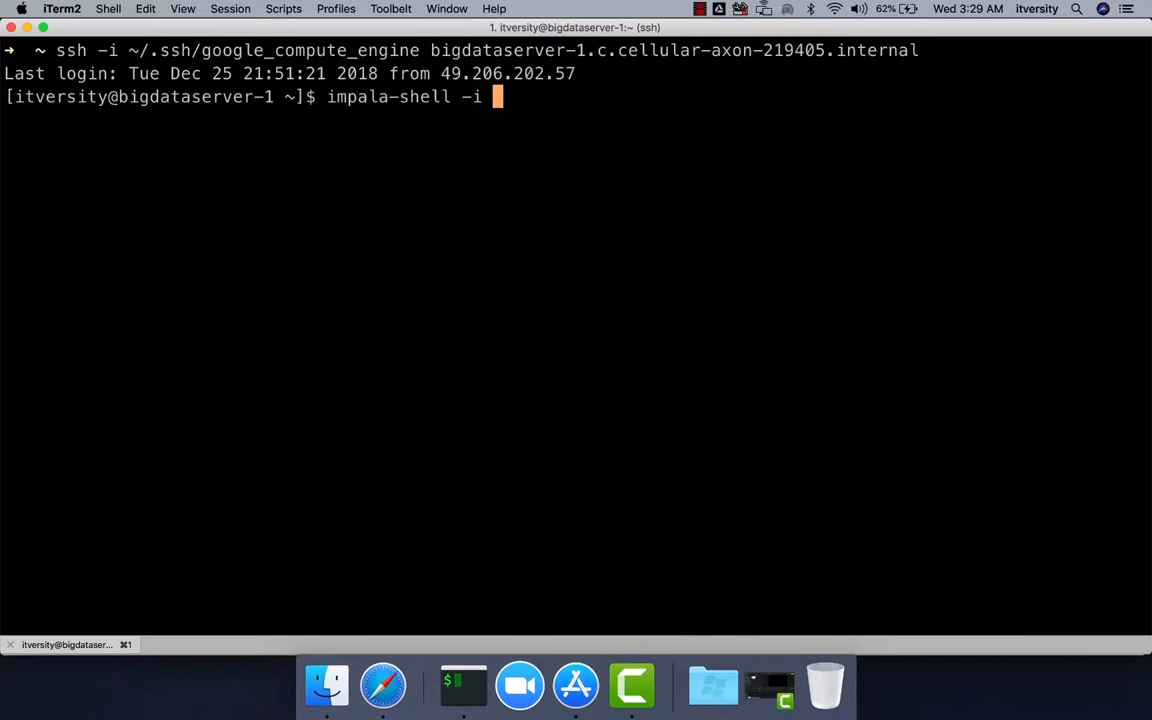 iTerm2 Shell Edit View Session Scripts Profiles Toolbelt Window Help 62% Wed 3:29 AM itversity
1. itversity@bigdataserver-1:~ (ssh)
➜ ~ ssh -i ~/.ssh/google_compute_engine bigdataserver-1.c.cellular-axon-219405.internal
Last login: Tue Dec 25 21:51:21 2018 from 49.206.202.57
[itversity@bigdataserver-1 ~]$ impala-shell -i
itversity@bigdataser... ⌘1
$